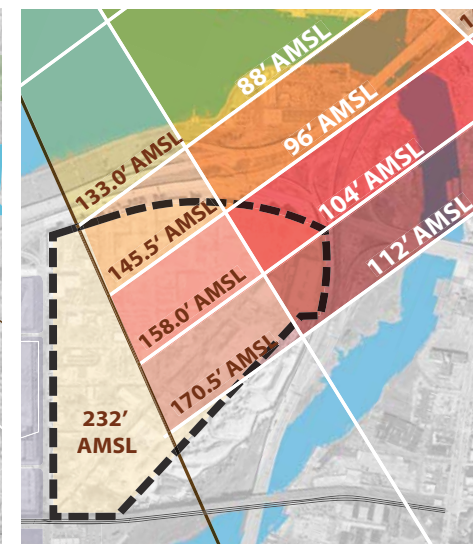 88' AMSL
96' AMSL
133.0' AMSL
104' AMSL
145.5' AMSL
112' AMSL
158.0' AMSL
170.5' AMSL
232'
AMSL